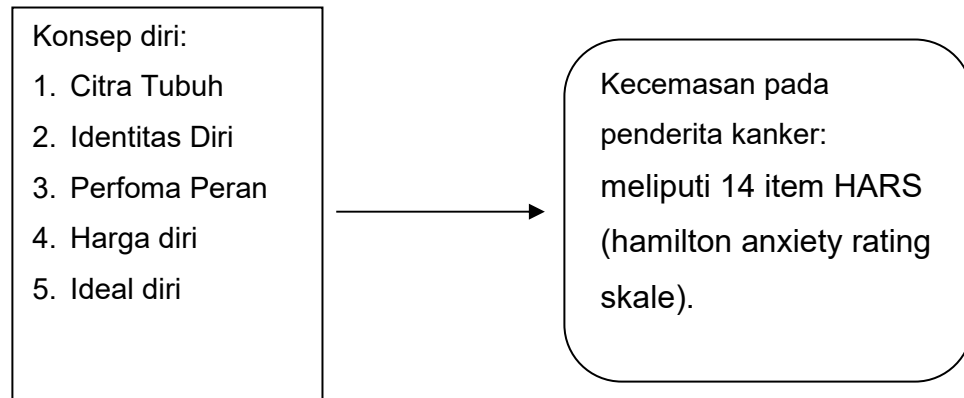 Konsep diri:
1. Citra Tubuh
2. Identitas Diri
3. Perfoma Peran
4. Harga diri
5. Ideal diri
Kecemasan pada
penderita kanker:
meliputi 14 item HARS
(hamilton anxiety rating
skale).